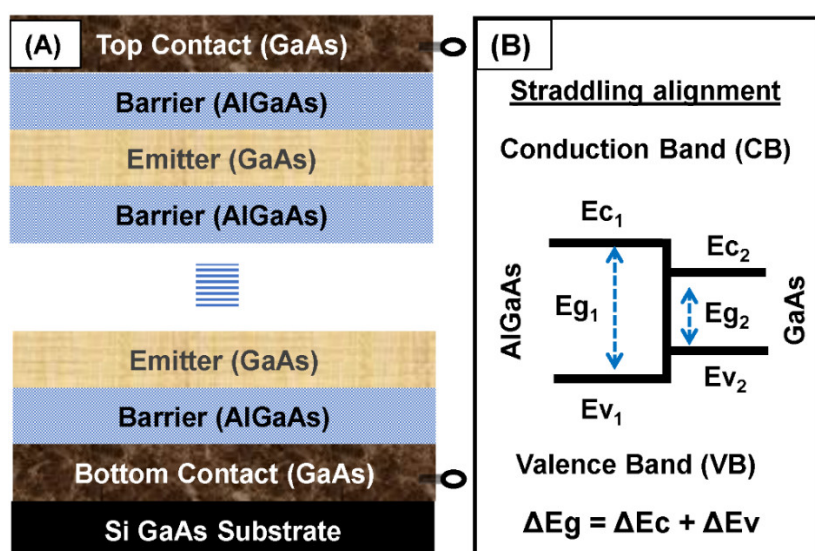 (A)
Top Contact (GaAs)
Barrier (AlGaAs)
Emitter (GaAs)
Barrier (AlGaAs)
Emitter (GaAs)
Barrier (AlGaAs)
Bottom Contact (GaAs)
Si GaAs Substrate
(B)
Straddling alignment
Conduction Band (CB)
Ec₁
Ec₂
AlGaAs
Eg₁
Eg₂
GaAs
Ev₂
Ev₁
Valence Band (VB)
ΔEg = ΔEc + ΔEv